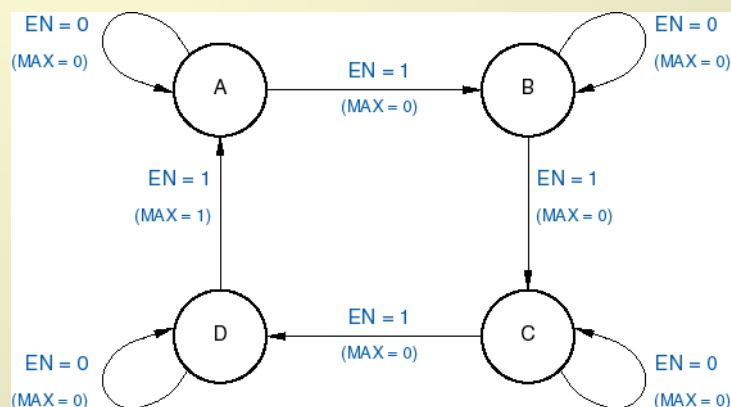 EN = 0
(MAX = 0)
A
EN = 1
(MAX = 0)
B
EN = 0
(MAX = 0)
EN = 1
(MAX = 1)
EN = 1
(MAX = 0)
EN = 0
(MAX = 0)
D
EN = 1
(MAX = 0)
C
EN = 0
(MAX = 0)